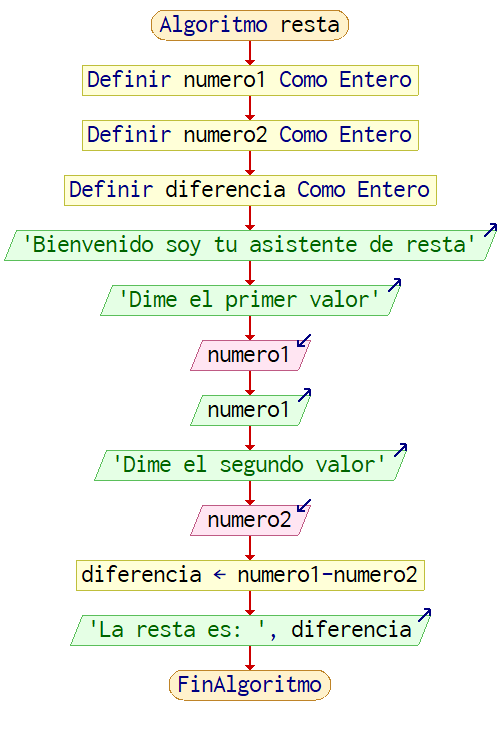 Algoritmo resta
Definir numero1 Como Entero
Definir numero2 Como Entero
Definir diferencia Como Entero
'Bienvenido soy tu asistente de resta'
'Dime el primer valor'
numero1
numero1
'Dime el segundo valor'
numero2
diferencia ← numero1-numero2
'La resta es: ', diferencia
FinAlgoritmo